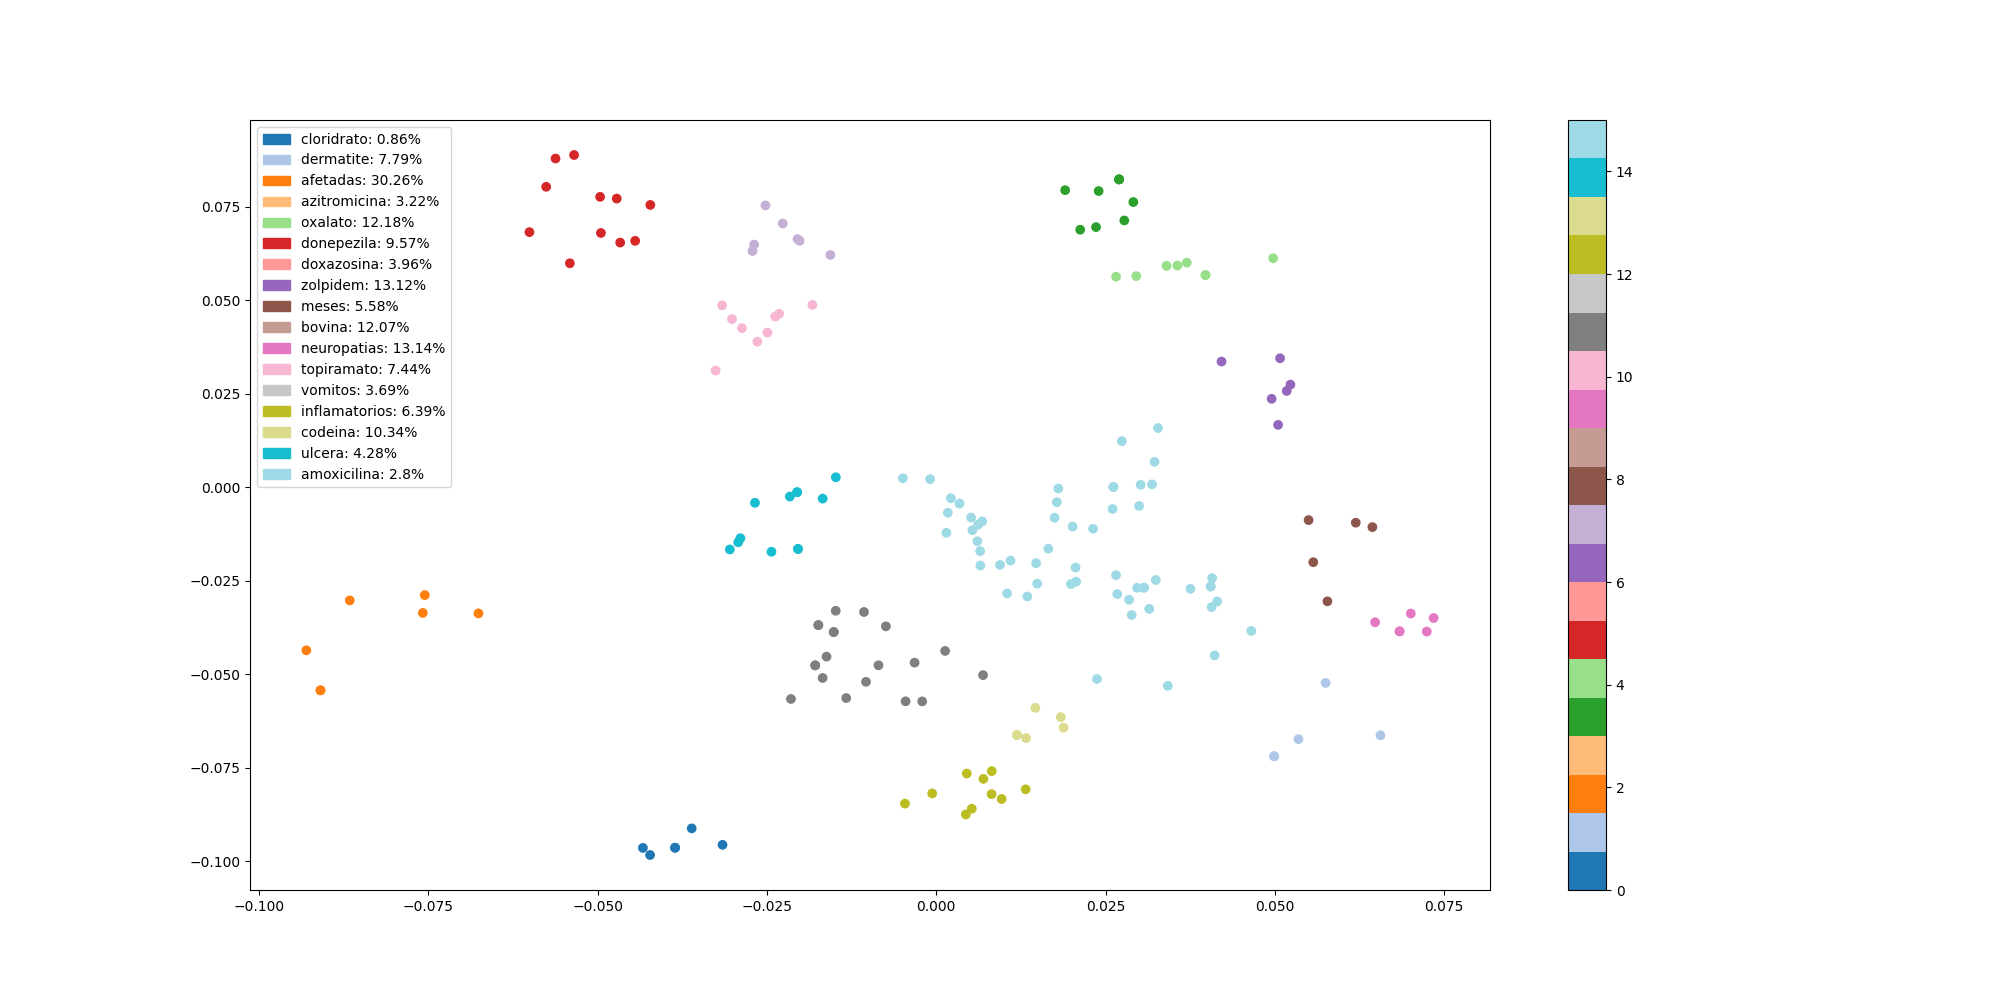 cloridrato: 0.86%
dermatite: 7.79%
afetadas: 30.26%
azitromicina: 3.22%
oxalato: 12.18%
donepezila: 9.57%
doxazosina: 3.96%
zolpidem: 13.12%
meses: 5.58%
bovina: 12.07%
neuropatias: 13.14%
topiramato: 7.44%
vomitos: 3.69%
inflamatorios: 6.39%
codeina: 10.34%
ulcera: 4.28%
amoxicilina: 2.8%
0.075
0.050
0.025
0.000
−0.025
−0.050
−0.075
−0.100
−0.100 −0.075 −0.050 −0.025 0.000 0.025 0.050 0.075
14
12
10
8
6
4
2
0